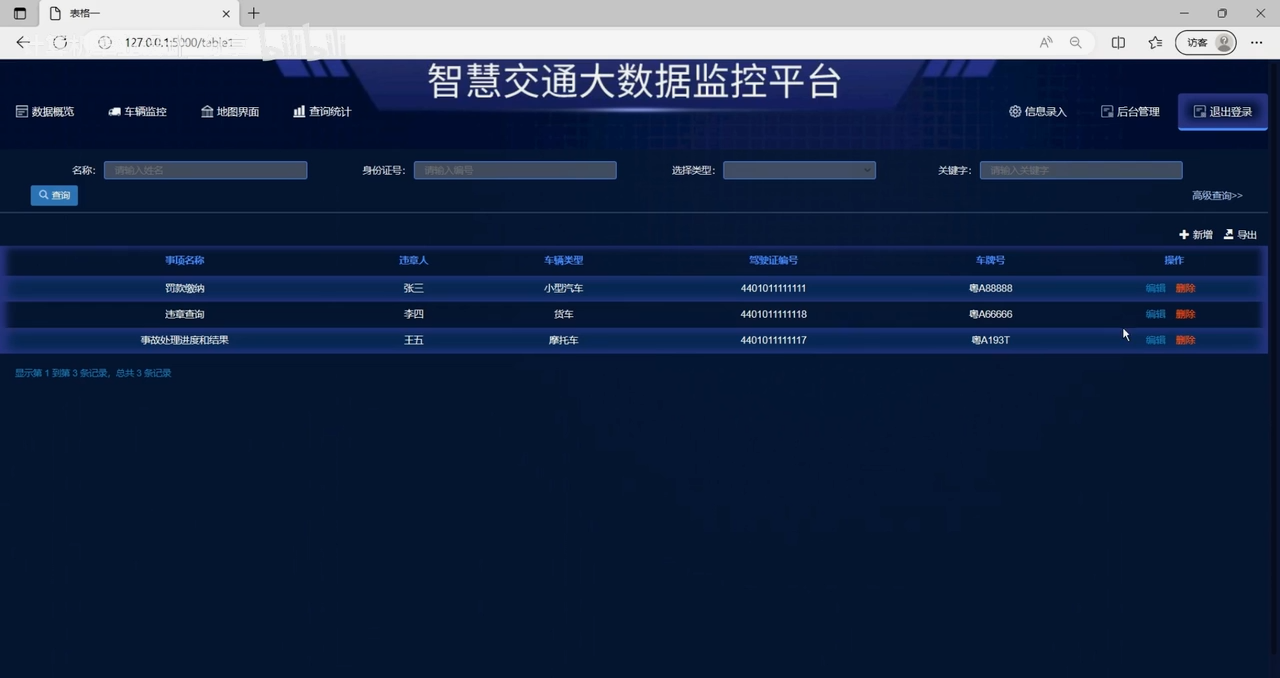 表格一
127.0.0.1:5000/table1
bilibili
访客
智慧交通大数据监控平台
数据概览 车辆监控 地图界面 查询统计 信息录入 后台管理 退出登录
名称: 请输入姓名 身份证号: 请输入编号 选择类型: 关键字: 请输入关键字
查询 高级查询>>
新增 导出
事项名称 违章人 车辆类型 驾驶证编号 车牌号 操作
罚款缴纳 张三 小型汽车 4401011111111 粤A88888 编辑 删除
违章查询 李四 货车 4401011111118 粤A66666 编辑 删除
事故处理进度和结果 王五 摩托车 4401011111117 粤A193T 编辑 删除
显示第 1 到第 3 条记录，总共 3 条记录